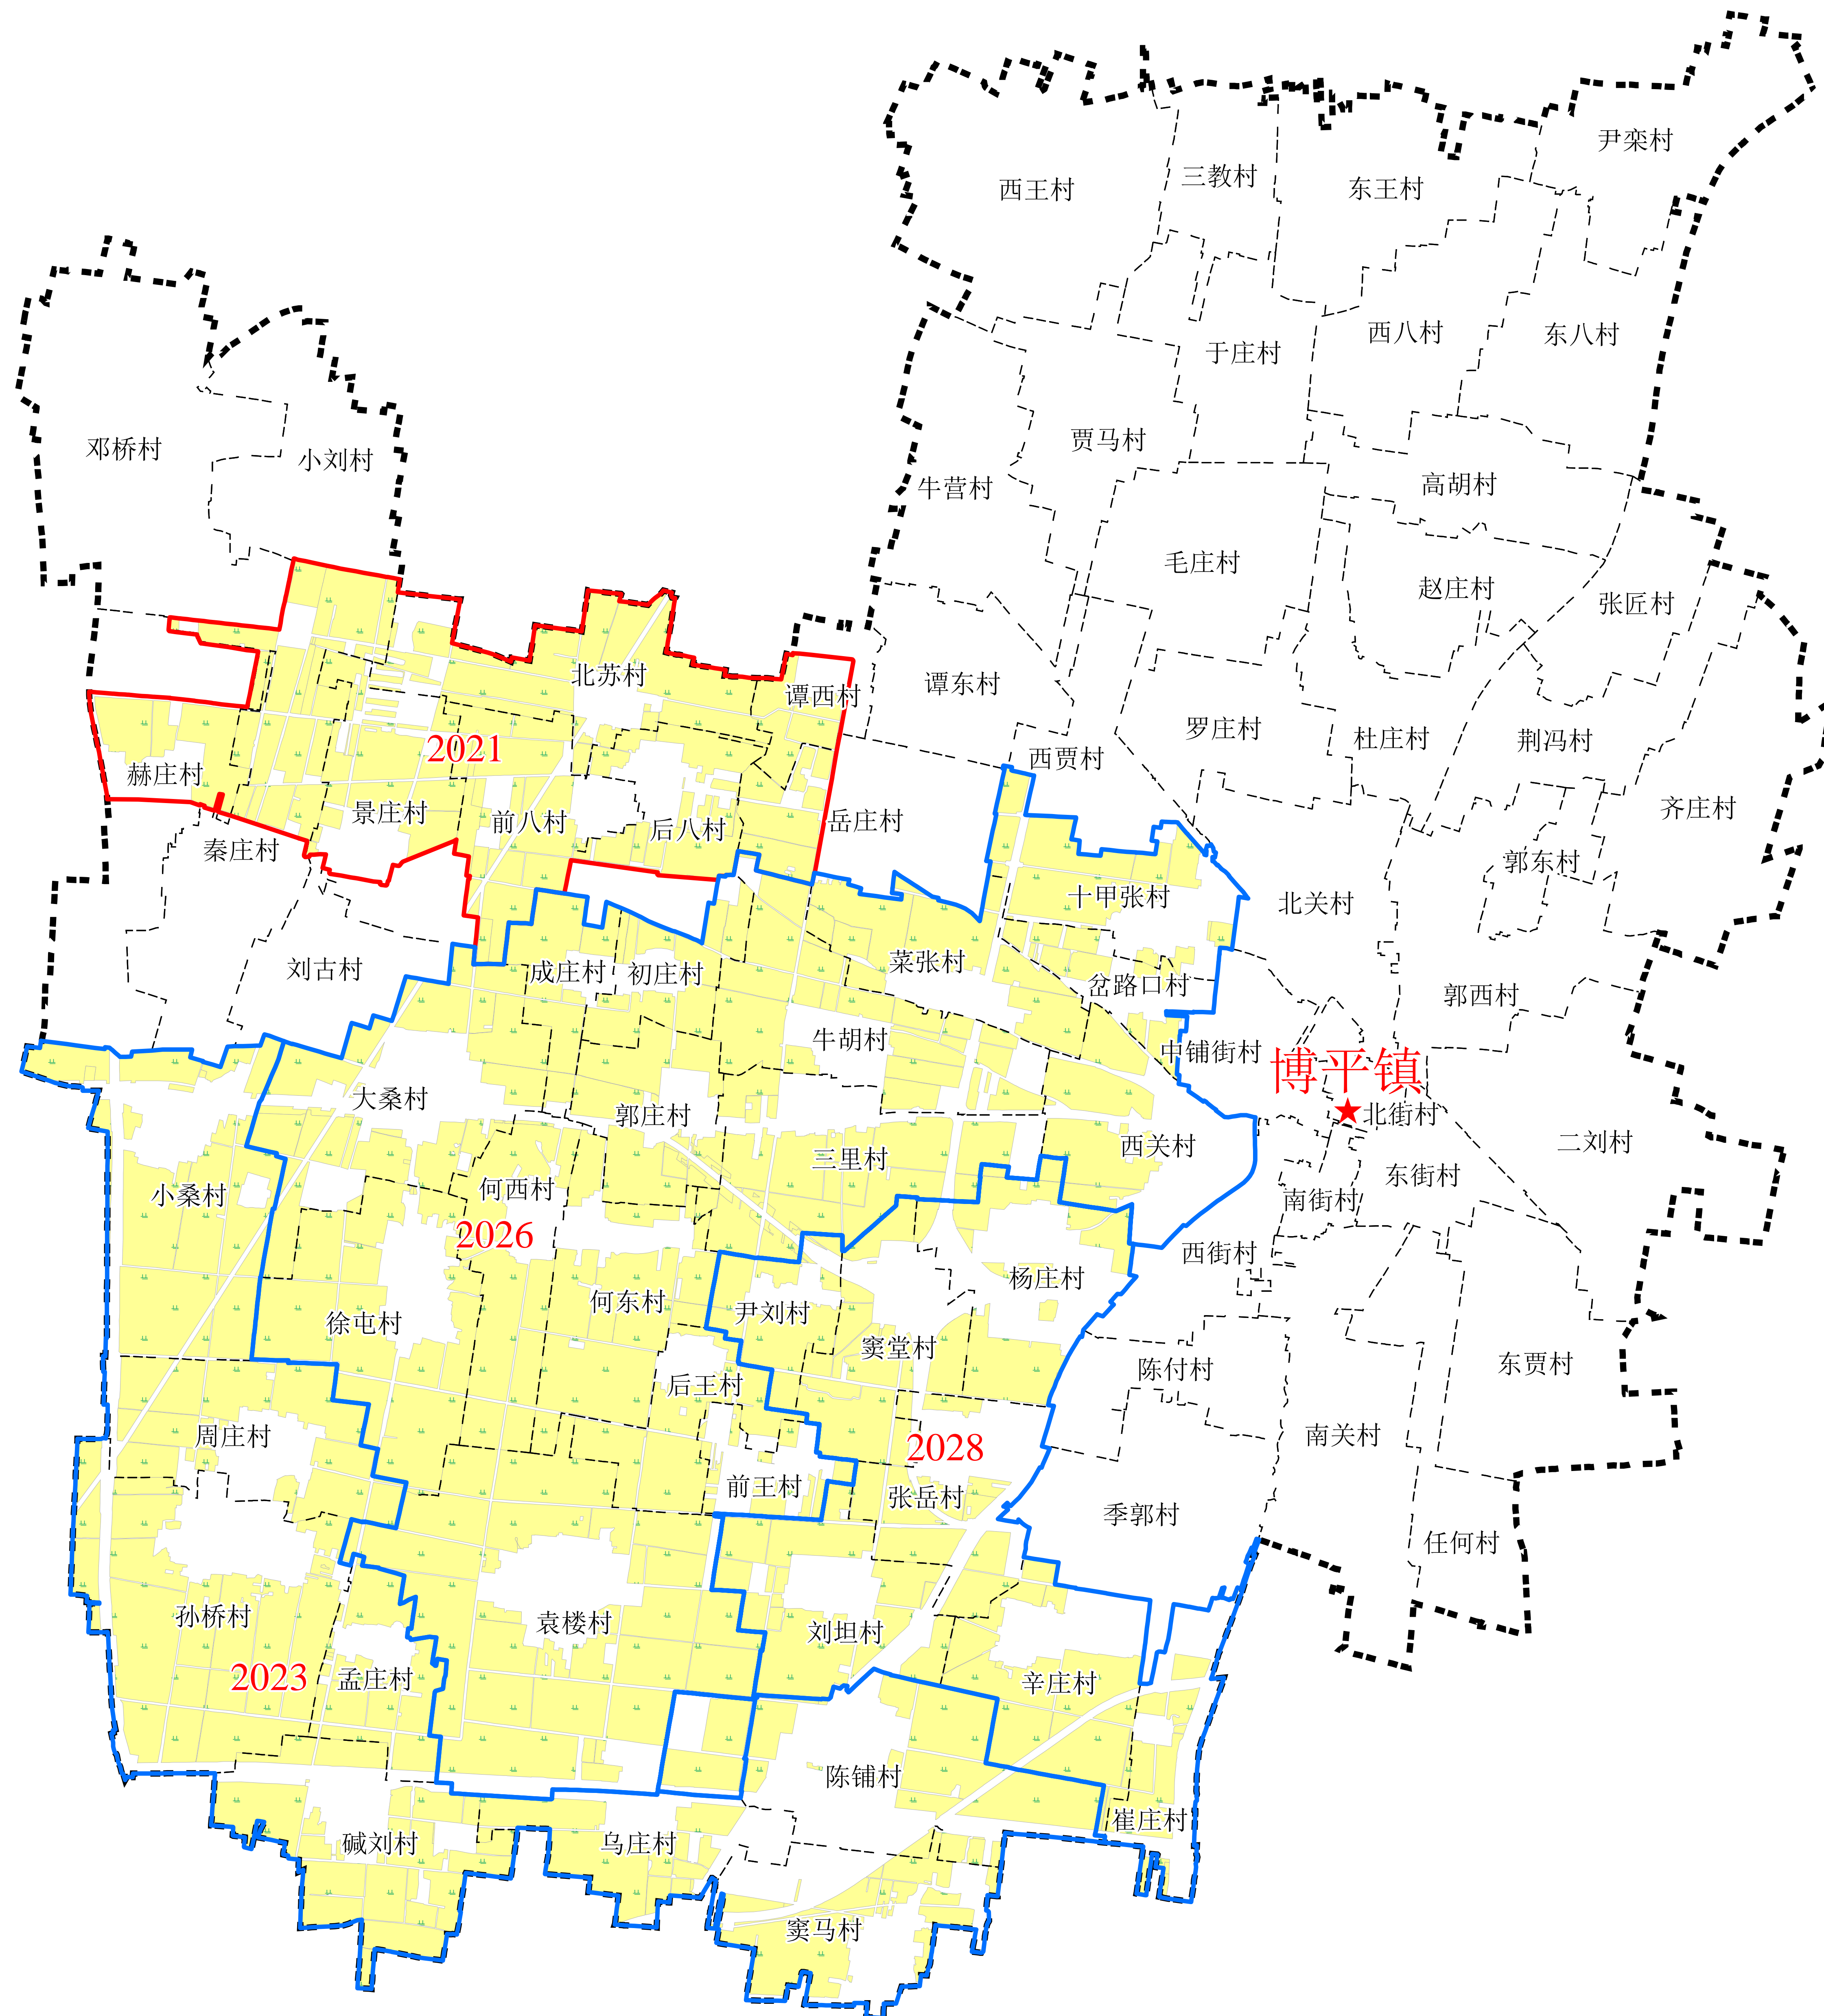 尹栾村
三教村
西王村
东王村
西八村
东八村
于庄村
贾马村
邓桥村
小刘村
高胡村
牛营村
毛庄村
赵庄村
张匠村
北苏村
谭西村
谭东村
罗庄村
杜庄村
荆冯村
2021
西贾村
赫庄村
景庄村
前八村
后八村
岳庄村
齐庄村
秦庄村
郭东村
十甲张村
北关村
刘古村
成庄村
初庄村
菜张村
岔路口村
郭西村
牛胡村
中铺街村
博平镇
大桑村
郭庄村
北街村
三里村
西关村
二刘村
小桑村
何西村
东街村
南街村
2026
西街村
杨庄村
何东村
尹刘村
徐屯村
窦堂村
陈付村
东贾村
后王村
周庄村
南关村
2028
前王村
张岳村
季郭村
任何村
孙桥村
袁楼村
刘坦村
2023
孟庄村
辛庄村
陈铺村
崔庄村
碱刘村
乌庄村
窦马村